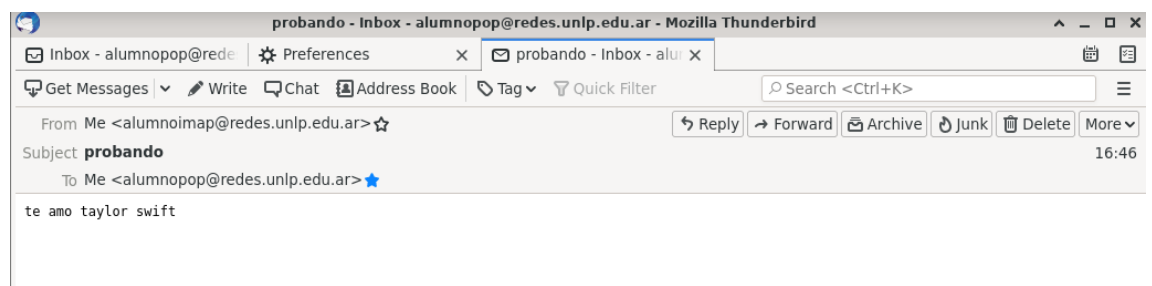 probando - Inbox - alumnopop@redes.unlp.edu.ar - Mozilla Thunderbird
Inbox - alumnopop@rede Preferences probando - Inbox - alu
Get Messages Write Chat Address Book Tag Quick Filter Search <Ctrl+K>
From Me <alumnoimap@redes.unlp.edu.ar> Reply Forward Archive Junk Delete More
Subject probando 16:46
To Me <alumnopop@redes.unlp.edu.ar>
te amo taylor swift